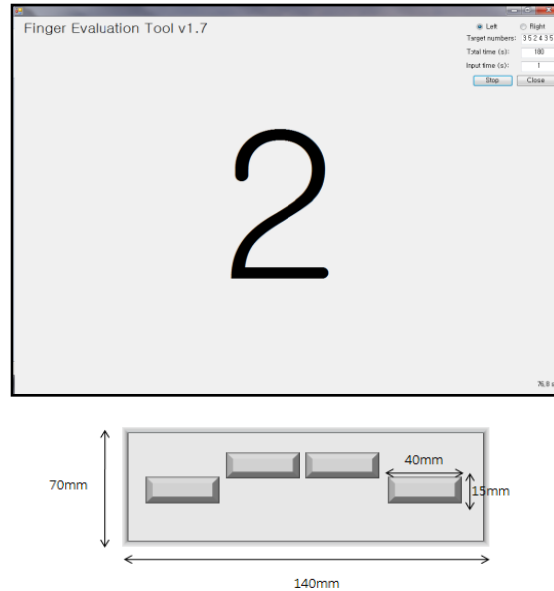 Finger Evaluation Tool v1.7
Left Right
Target numbers: 3 5 2 4 3 5
Total time (s): 180
Input time (s): 1
Stop Close
2
76,8 s
40mm
70mm
15mm
140mm